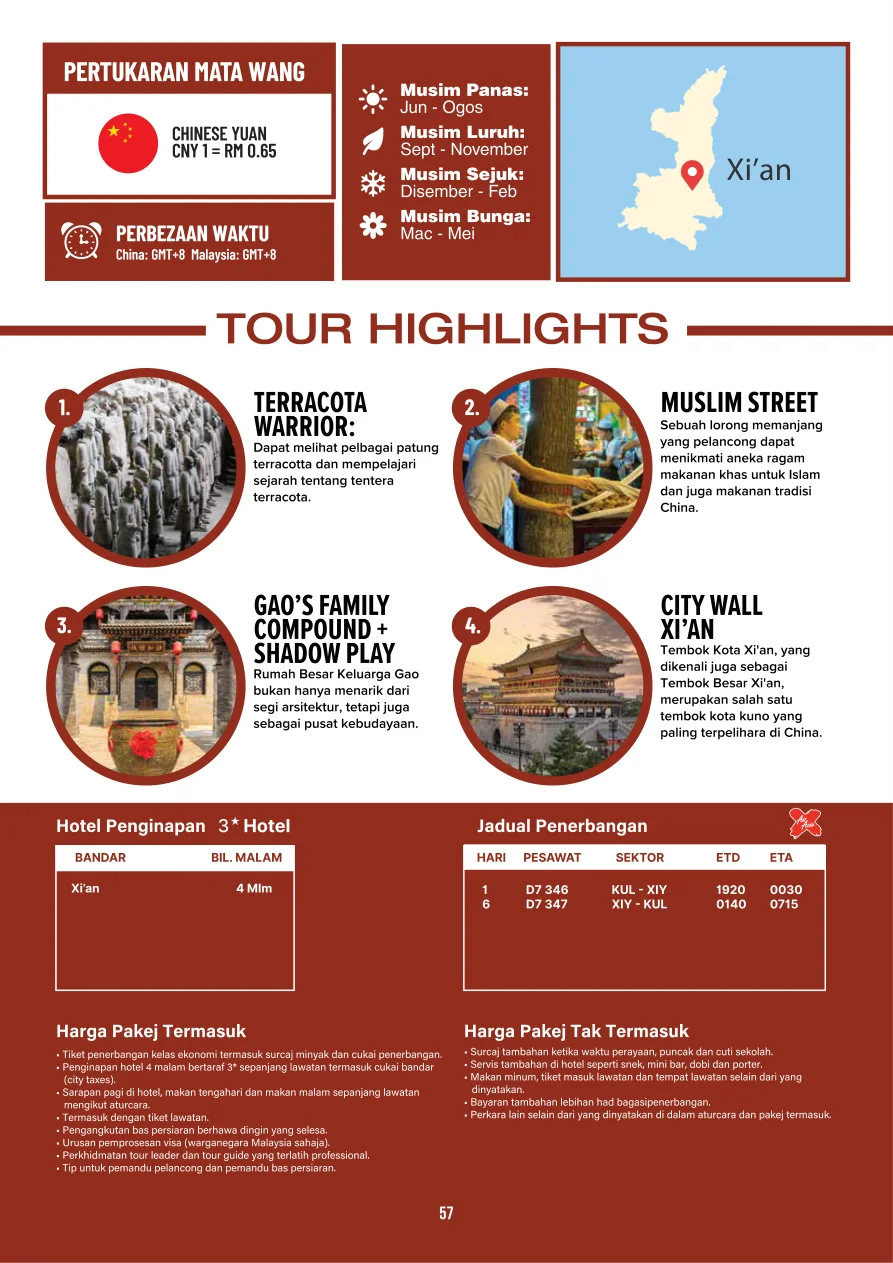 PERTUKARAN MATA WANG
CHINESE YUAN
CNY 1 = RM 0.65
PERBEZAAN WAKTU
China: GMT+8 Malaysia: GMT+8
Musim Panas:
Jun - Ogos
Musim Luruh:
Sept - November
Musim Sejuk:
Disember - Feb
Musim Bunga:
Mac - Mei
Xi’an
TOUR HIGHLIGHTS
1.
TERRACOTA
WARRIOR:
Dapat melihat pelbagai patung
terracotta dan mempelajari
sejarah tentang tentera
terracota.
2.
MUSLIM STREET
Sebuah lorong memanjang
yang pelancong dapat
menikmati aneka ragam
makanan khas untuk Islam
dan juga makanan tradisi
China.
3.
GAO’S FAMILY
COMPOUND +
SHADOW PLAY
Rumah Besar Keluarga Gao
bukan hanya menarik dari
segi arsitektur, tetapi juga
sebagai pusat kebudayaan.
4.
CITY WALL
XI’AN
Tembok Kota Xi'an, yang
dikenali juga sebagai
Tembok Besar Xi'an,
merupakan salah satu
tembok kota kuno yang
paling terpelihara di China.
Hotel Penginapan 3★ Hotel
BANDAR BIL. MALAM
Xi’an 4 Mlm
Jadual Penerbangan
Air Asia X
HARI PESAWAT SEKTOR ETD ETA
1 D7 346 KUL - XIY 1920 0030
6 D7 347 XIY - KUL 0140 0715
Harga Pakej Termasuk
• Tiket penerbangan kelas ekonomi termasuk surcaj minyak dan cukai penerbangan.
• Penginapan hotel 4 malam bertaraf 3* sepanjang lawatan termasuk cukai bandar
(city taxes).
• Sarapan pagi di hotel, makan tengahari dan makan malam sepanjang lawatan
mengikut aturcara.
• Termasuk dengan tiket lawatan.
• Pengangkutan bas persiaran berhawa dingin yang selesa.
• Urusan pemprosesan visa (warganegara Malaysia sahaja).
• Perkhidmatan tour leader dan tour guide yang terlatih professional.
• Tip untuk pemandu pelancong dan pemandu bas persiaran.
Harga Pakej Tak Termasuk
• Surcaj tambahan ketika waktu perayaan, puncak dan cuti sekolah.
• Servis tambahan di hotel seperti snek, mini bar, dobi dan porter.
• Makan minum, tiket masuk lawatan dan tempat lawatan selain dari yang
dinyatakan.
• Bayaran tambahan lebihan had bagasipenerbangan.
• Perkara lain selain dari yang dinyatakan di dalam aturcara dan pakej termasuk.
57